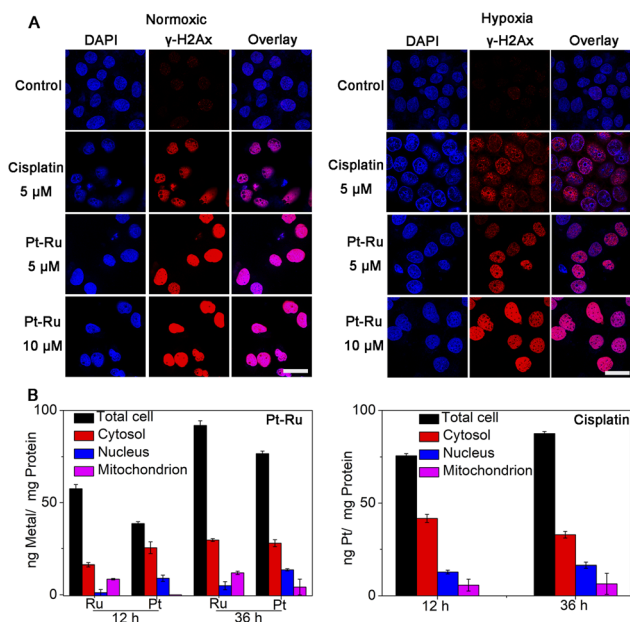 A
Normoxic
Hypoxia
DAPI γ-H2Ax Overlay
DAPI γ-H2Ax Overlay
Control
Control
Cisplatin
5 μM
Cisplatin
5 μM
Pt-Ru
5 μM
Pt-Ru
5 μM
Pt-Ru
10 μM
Pt-Ru
10 μM
B
ng Metal/ mg Protein
100
50
0
Total cell
Cytosol
Nucleus
Mitochondrion
Pt-Ru
Ru Pt Ru Pt
12 h 36 h
ng Pt/ mg Protein
100
50
0
Total cell
Cytosol
Nucleus
Mitochondrion
Cisplatin
12 h 36 h